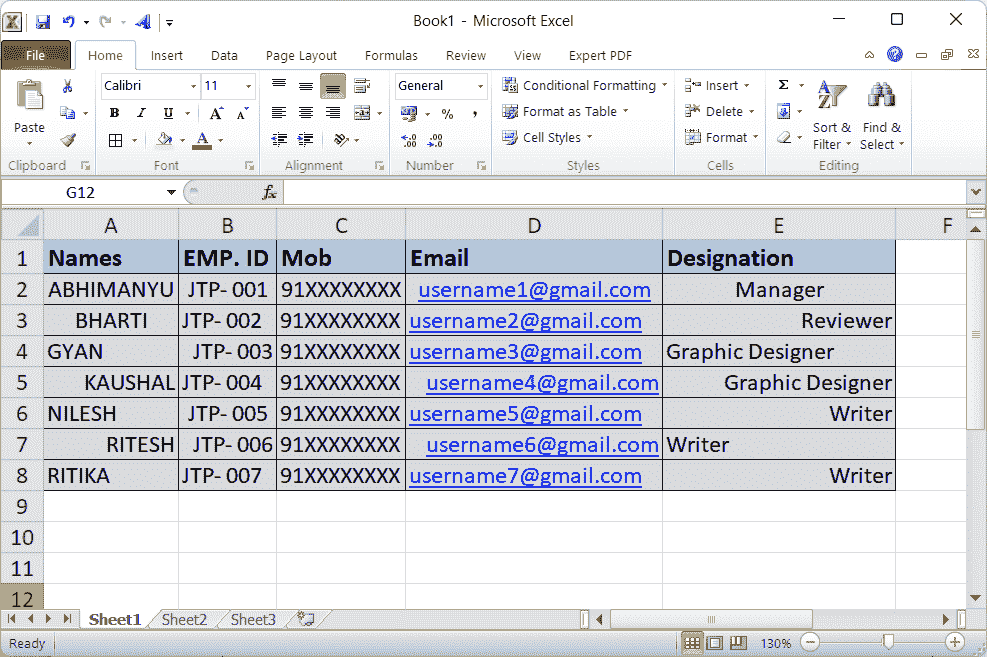 Book1 - Microsoft Excel
File Home Insert Data Page Layout Formulas Review View Expert PDF
Calibri 11 General Conditional Formatting Insert Σ
Paste B I U % , Format as Table Delete Sort & Filter Find & Select
A A Cell Styles Format
Clipboard Font Alignment Number Styles Cells Editing
G12 fx
A B C D E F
1 Names EMP. ID Mob Email Designation
2 ABHIMANYU JTP- 001 91XXXXXXXX username1@gmail.com Manager
3 BHARTI JTP- 002 91XXXXXXXX username2@gmail.com Reviewer
4 GYAN JTP- 003 91XXXXXXXX username3@gmail.com Graphic Designer
5 KAUSHAL JTP- 004 91XXXXXXXX username4@gmail.com Graphic Designer
6 NILESH JTP- 005 91XXXXXXXX username5@gmail.com Writer
7 RITESH JTP- 006 91XXXXXXXX username6@gmail.com Writer
8 RITIKA JTP- 007 91XXXXXXXX username7@gmail.com Writer
9
10
11
12
Sheet1 Sheet2 Sheet3
Ready 130%